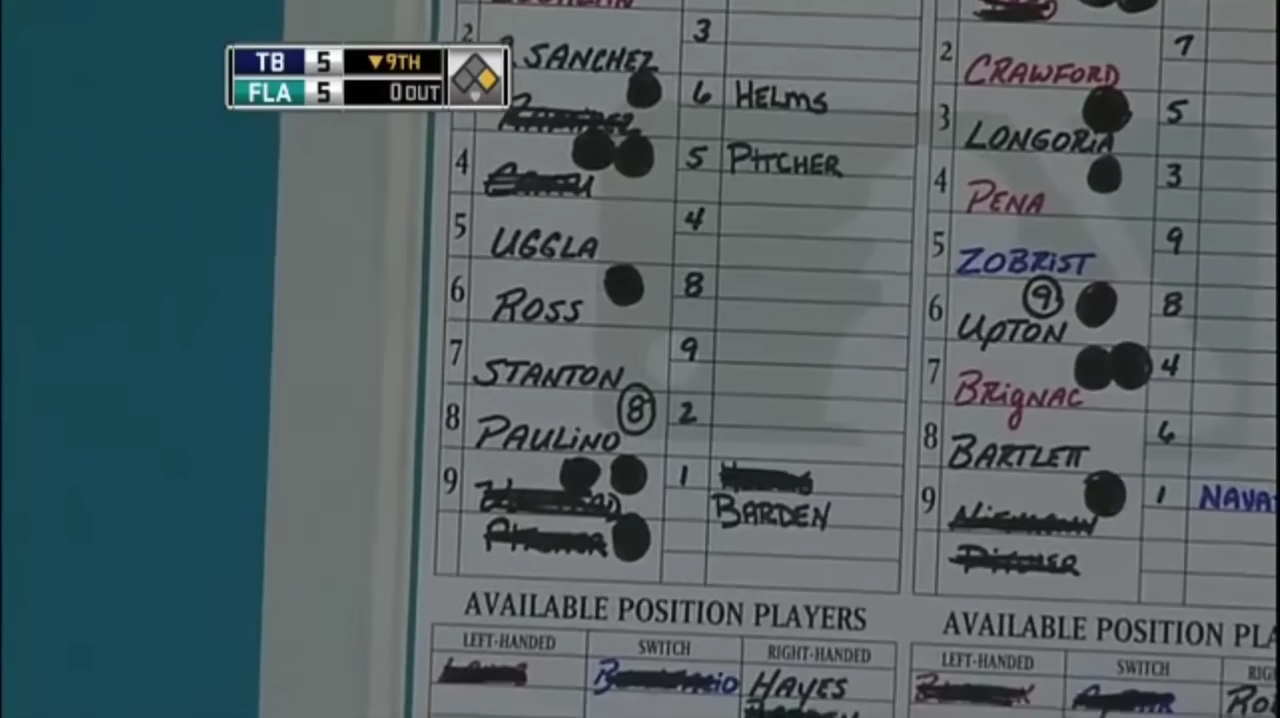 TB 5 ▼9TH
FLA 5 0 OUT
2 SANCHEZ 3
6 HELMS
4 5 PITCHER
5 UGGLA 4
6 ROSS 8
7 STANTON 9
8 PAULINO 8 2
9 1
BARDEN
7
2 CRAWFORD
3 LONGORIA 5
4 PENA 3
5 ZOBRIST 9
6 UPTON 9 8
7 BRIGNAC 4
8 BARTLETT 6
9 1 NAVA
AVAILABLE POSITION PLAYERS
LEFT-HANDED SWITCH RIGHT-HANDED
HAYES
AVAILABLE POSITION PLA
LEFT-HANDED SWITCH RIG